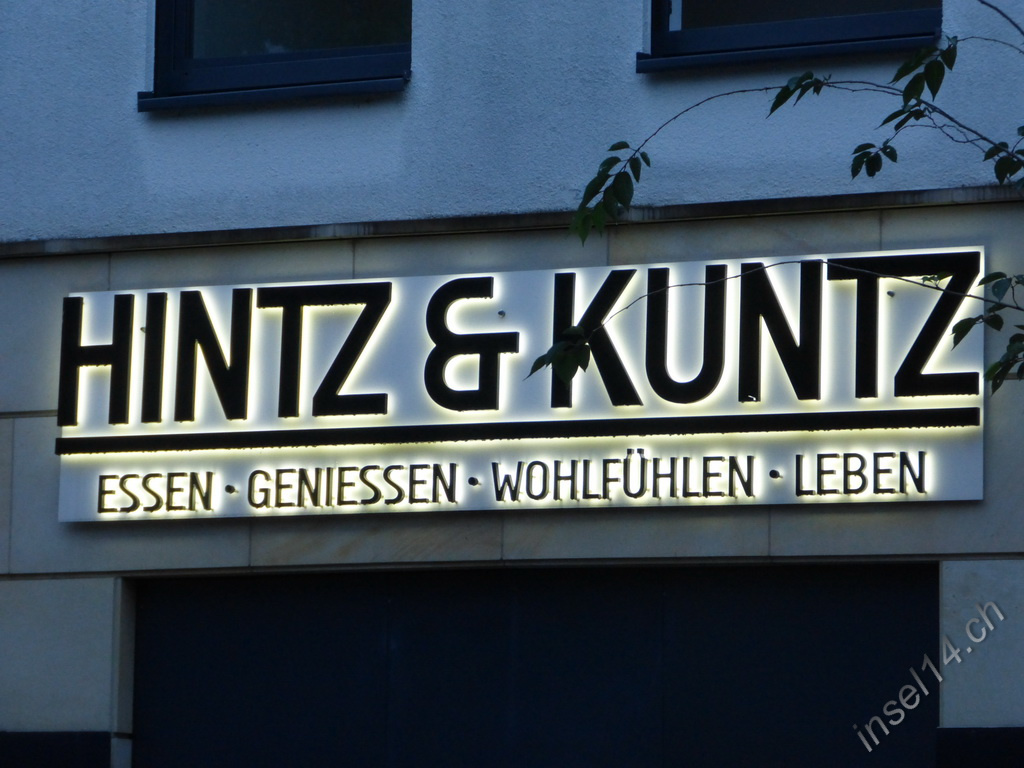 HINTZ & KUNTZ
ESSEN · GENIESSEN · WOHLFÜHLEN · LEBEN
insel14.ch